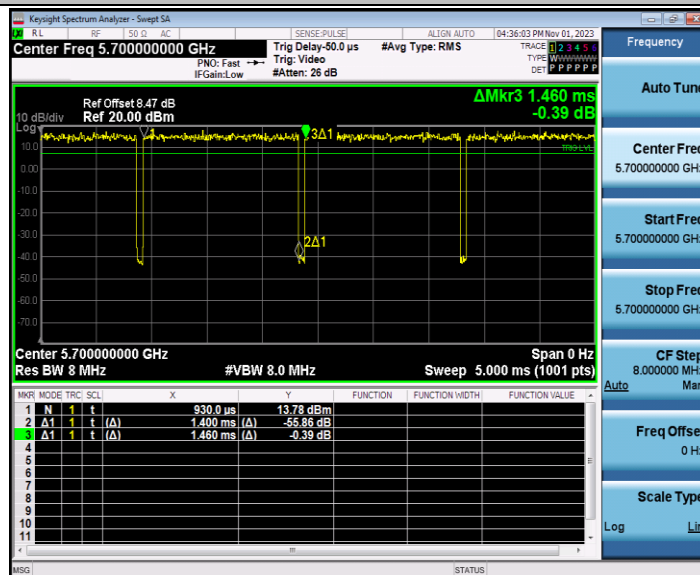 Keysight Spectrum Analyzer - Swept SA
RL RF 50 Ω AC SENSE:PULSE ALIGN AUTO 04:36:03 PM Nov 01, 2023
Center Freq 5.700000000 GHz
PNO: Fast
IFGain:Low
Trig Delay-50.0 µs
Trig: Video
#Atten: 26 dB
#Avg Type: RMS
TRACE 1 2 3 4 5 6
TYPE WWWWWW
DET P P P P P P
Ref Offset 8.47 dB
10 dB/div Ref 20.00 dBm
Log
ΔMkr3 1.460 ms
-0.39 dB
1
3Δ1
TRIG LVL
2Δ1
10.0
0.00
-10.0
-20.0
-30.0
-40.0
-50.0
-60.0
-70.0
Center 5.700000000 GHz Span 0 Hz
Res BW 8 MHz #VBW 8.0 MHz Sweep 5.000 ms (1001 pts)
MKR MODE TRC SCL X Y FUNCTION FUNCTION WIDTH FUNCTION VALUE
1 N 1 t 930.0 µs 13.78 dBm
2 Δ1 1 t (Δ) 1.400 ms (Δ) -55.86 dB
3 Δ1 1 t (Δ) 1.460 ms (Δ) -0.39 dB
4
5
6
7
8
9
10
11
MSG STATUS
Frequency
Auto Tune
Center Freq
5.700000000 GHz
Start Freq
5.700000000 GHz
Stop Freq
5.700000000 GHz
CF Step
8.000000 MHz
Auto Man
Freq Offset
0 Hz
Scale Type
Log Lin